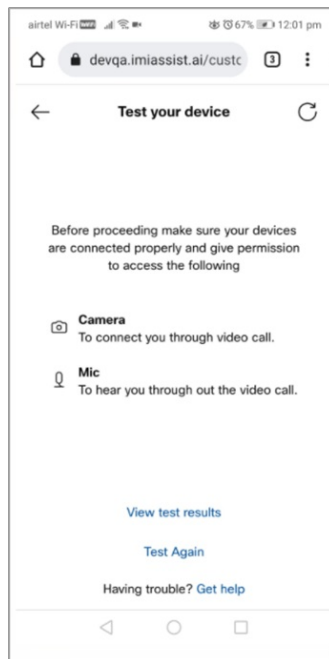 airtel Wi-Fi 67% 12:01 pm
devqa.imiassist.ai/custc 3
Test your device
Before proceeding make sure your devices
are connected properly and give permission
to access the following
Camera
To connect you through video call.
Mic
To hear you through out the video call.
View test results
Test Again
Having trouble? Get help